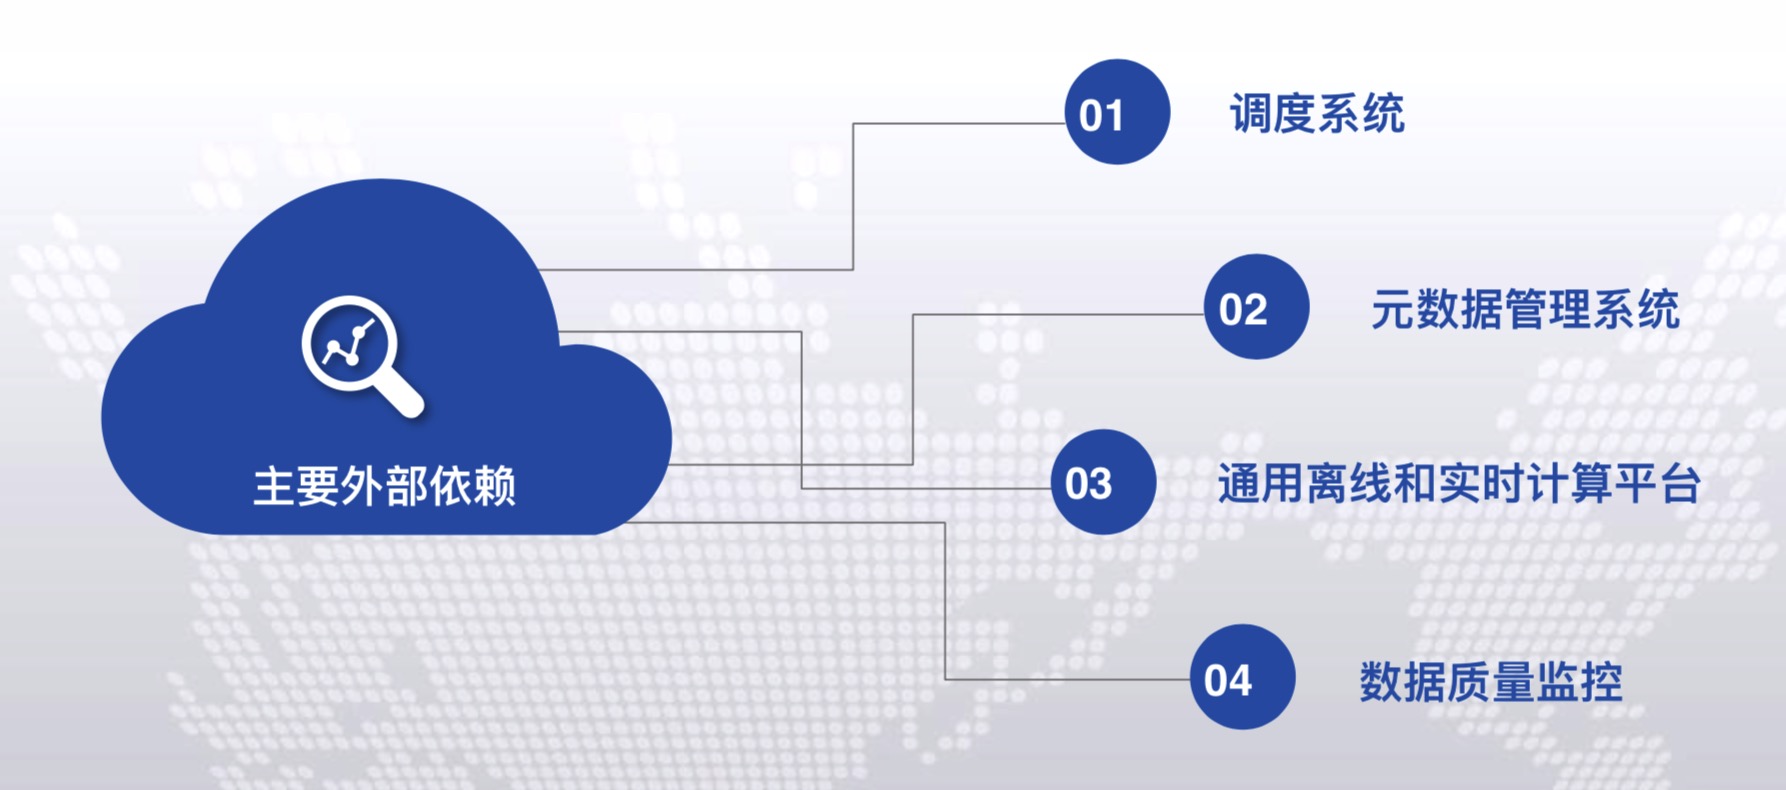 主要外部依赖
01 调度系统
02 元数据管理系统
03 通用离线和实时计算平台
04 数据质量监控